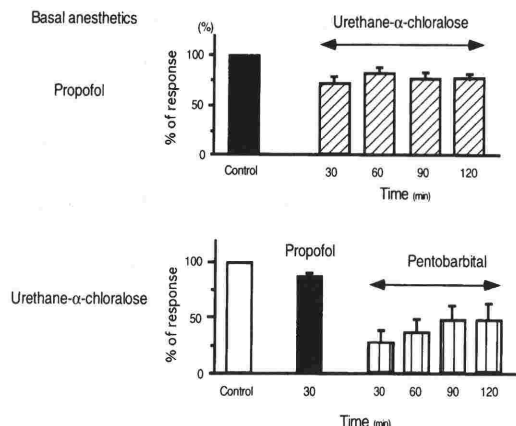 Basal anesthetics
Propofol
(%)
Urethane-α-chloralose
% of response
100
75
50
0
Control
30
60
90
120
Time (min)
Urethane-α-chloralose
Propofol
Pentobarbital
% of response
100
50
0
Control
30
30
60
90
120
Time (min)